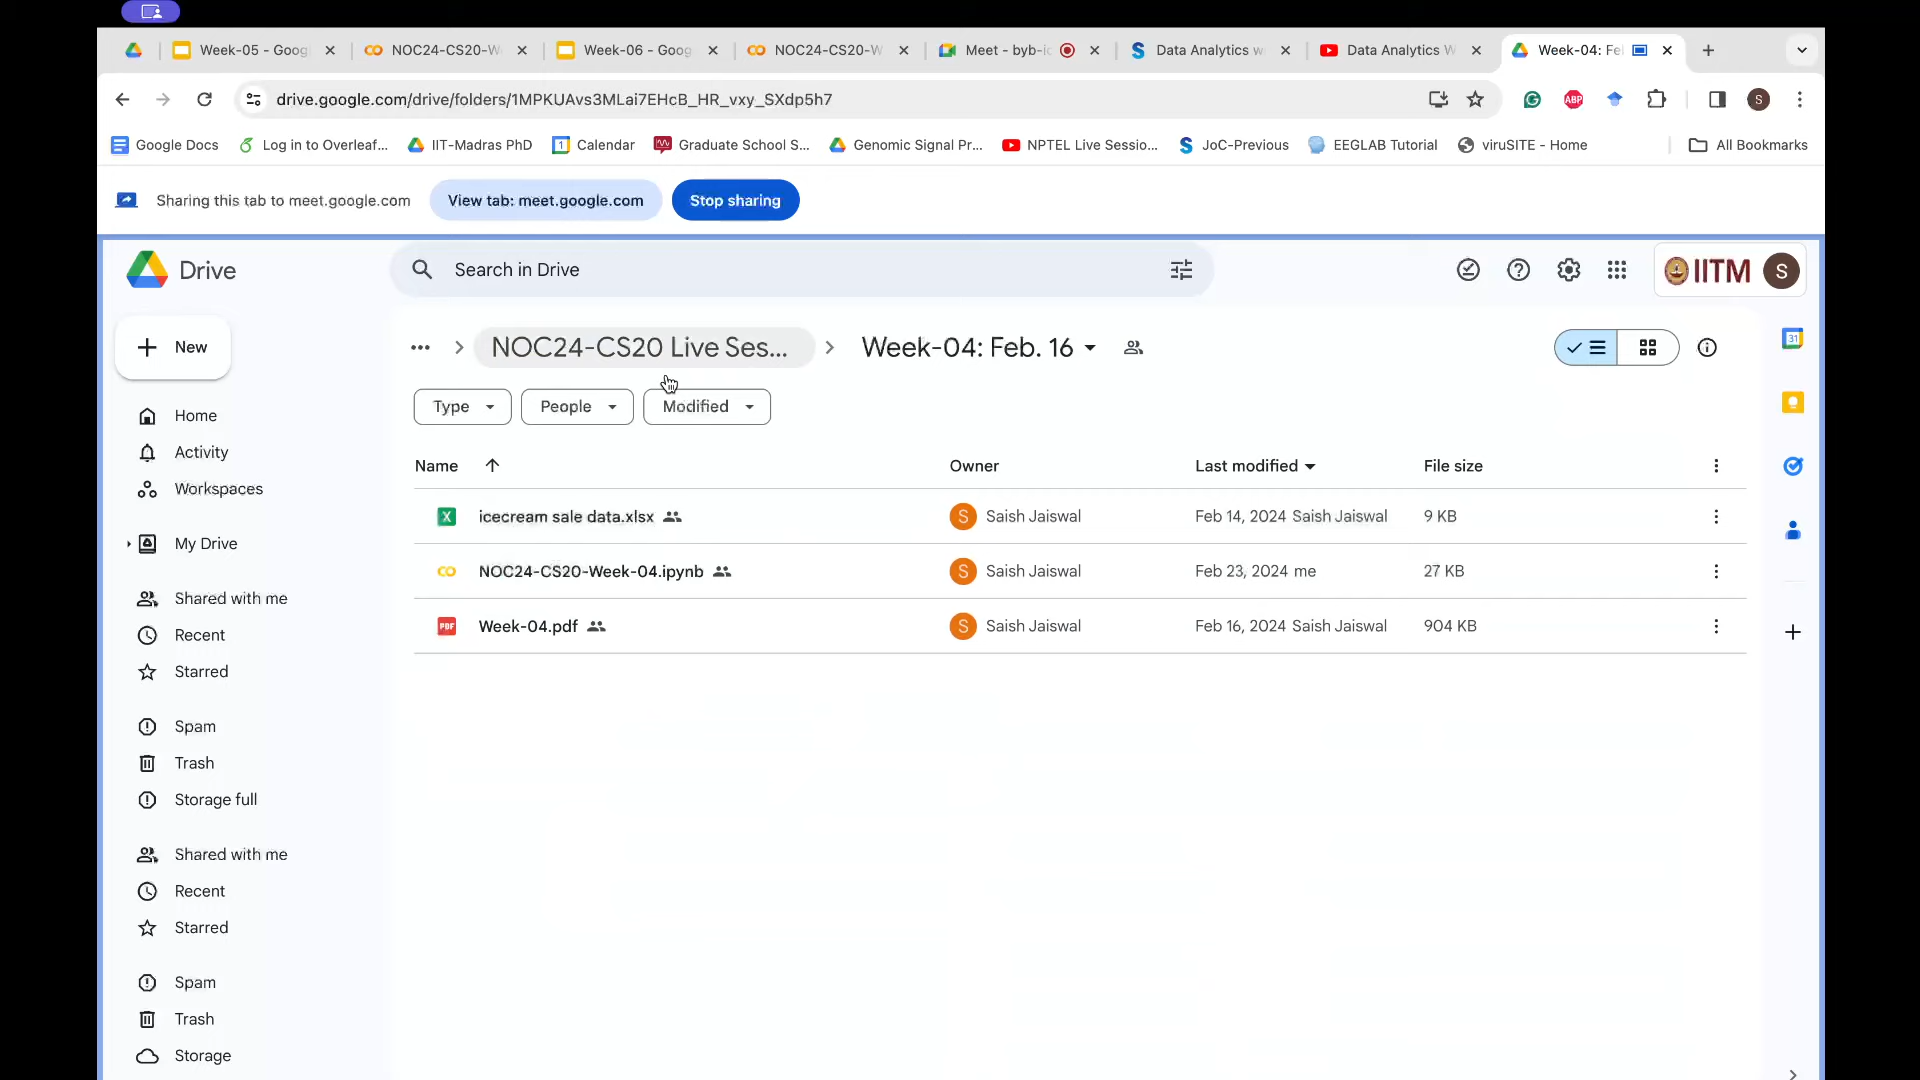 Week-05 - Goog
NOC24-CS20-W
Week-06 - Goog
NOC24-CS20-W
Meet - byb-i
Data Analytics w
Data Analytics W
Week-04: Fe
drive.google.com/drive/folders/1MPKUAvs3MLai7EHcB_HR_vxy_SXdp5h7
ABP
S
Google Docs
Log in to Overleaf...
IIT-Madras PhD
Calendar
Graduate School S...
Genomic Signal Pr...
NPTEL Live Sessio...
JoC-Previous
EEGLAB Tutorial
viruSITE - Home
All Bookmarks
Sharing this tab to meet.google.com
View tab: meet.google.com
Stop sharing
Drive
Search in Drive
IITM
S
New
NOC24-CS20 Live Ses...
Week-04: Feb. 16
Type
People
Modified
Home
Activity
Workspaces
My Drive
Shared with me
Recent
Starred
Spam
Trash
Storage full
Shared with me
Recent
Starred
Spam
Trash
Storage
Name
Owner
Last modified
File size
icecream sale data.xlsx
S
Saish Jaiswal
Feb 14, 2024 Saish Jaiswal
9 KB
NOC24-CS20-Week-04.ipynb
S
Saish Jaiswal
Feb 23, 2024 me
27 KB
PDF
Week-04.pdf
S
Saish Jaiswal
Feb 16, 2024 Saish Jaiswal
904 KB
31